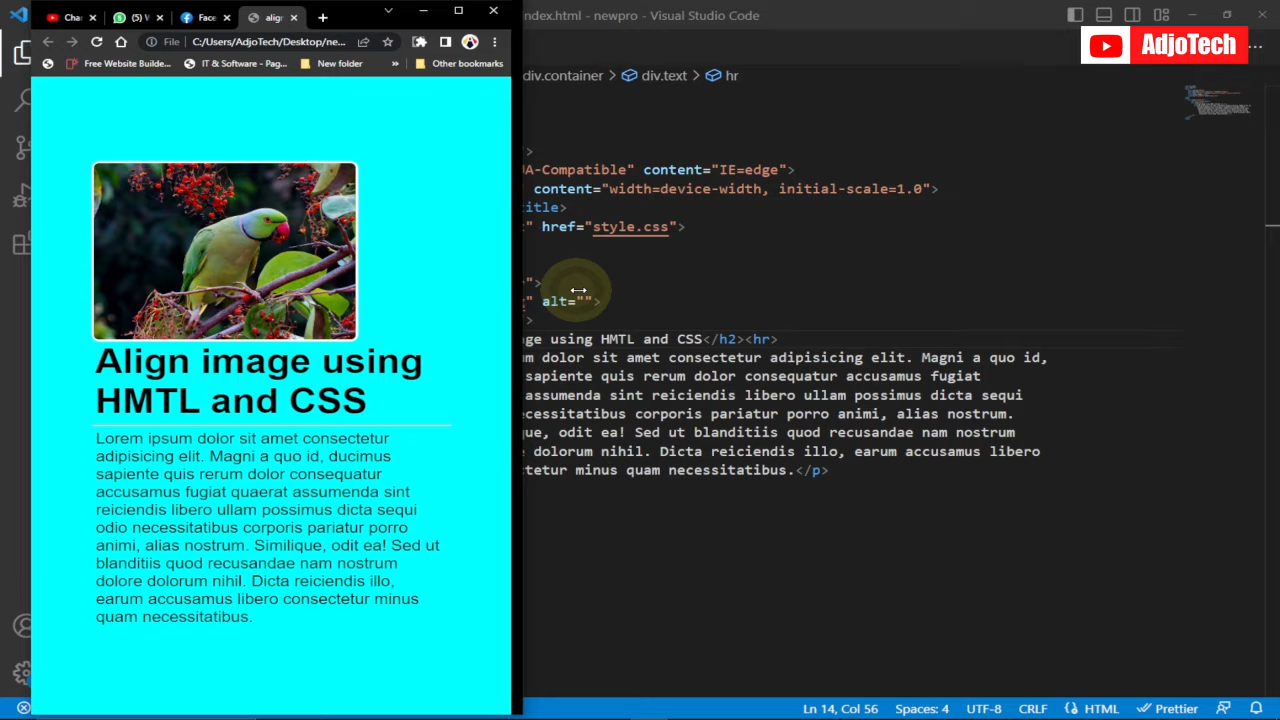 Chan
(5) W
Face
align
index.html - newpro - Visual Studio Code
File
C:/Users/AdjoTech/Desktop/ne...
AdjoTech
Free Website Builde...
IT & Software - Pag...
New folder
»
Other bookmarks
div.container > div.text > hr
>
UA-Compatible" content="IE=edge">
content="width=device-width, initial-scale=1.0">
title>
" href="style.css">
">
" alt="">
>
ge using HMTL and CSS</h2><hr>
m dolor sit amet consectetur adipisicing elit. Magni a quo id,
sapiente quis rerum dolor consequatur accusamus fugiat
assumenda sint reiciendis libero ullam possimus dicta sequi
ecessitatibus corporis pariatur porro animi, alias nostrum.
ue, odit ea! Sed ut blanditiis quod recusandae nam nostrum
e dolorum nihil. Dicta reiciendis illo, earum accusamus libero
tetur minus quam necessitatibus.</p>
Align image using
HMTL and CSS
Lorem ipsum dolor sit amet consectetur
adipisicing elit. Magni a quo id, ducimus
sapiente quis rerum dolor consequatur
accusamus fugiat quaerat assumenda sint
reiciendis libero ullam possimus dicta sequi
odio necessitatibus corporis pariatur porro
animi, alias nostrum. Similique, odit ea! Sed ut
blanditiis quod recusandae nam nostrum
dolore dolorum nihil. Dicta reiciendis illo,
earum accusamus libero consectetur minus
quam necessitatibus.
Ln 14, Col 56
Spaces: 4
UTF-8
CRLF
HTML
Prettier